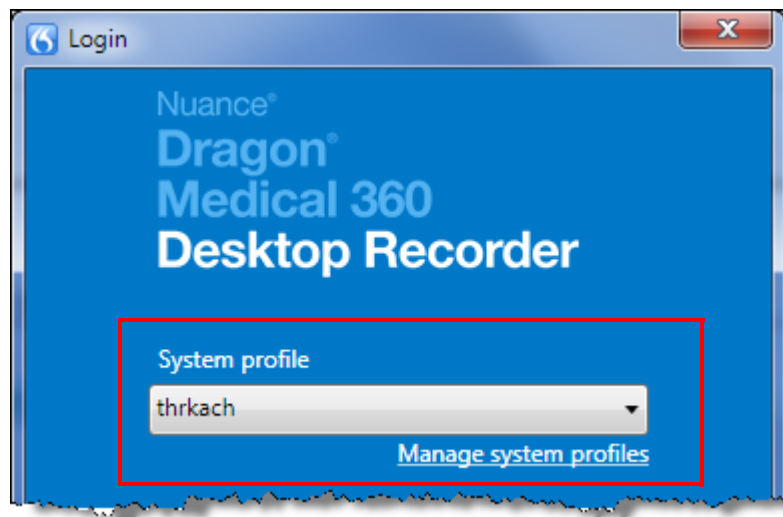 Login
Nuance®
Dragon®
Medical 360
Desktop Recorder
System profile
thrkach
Manage system profiles